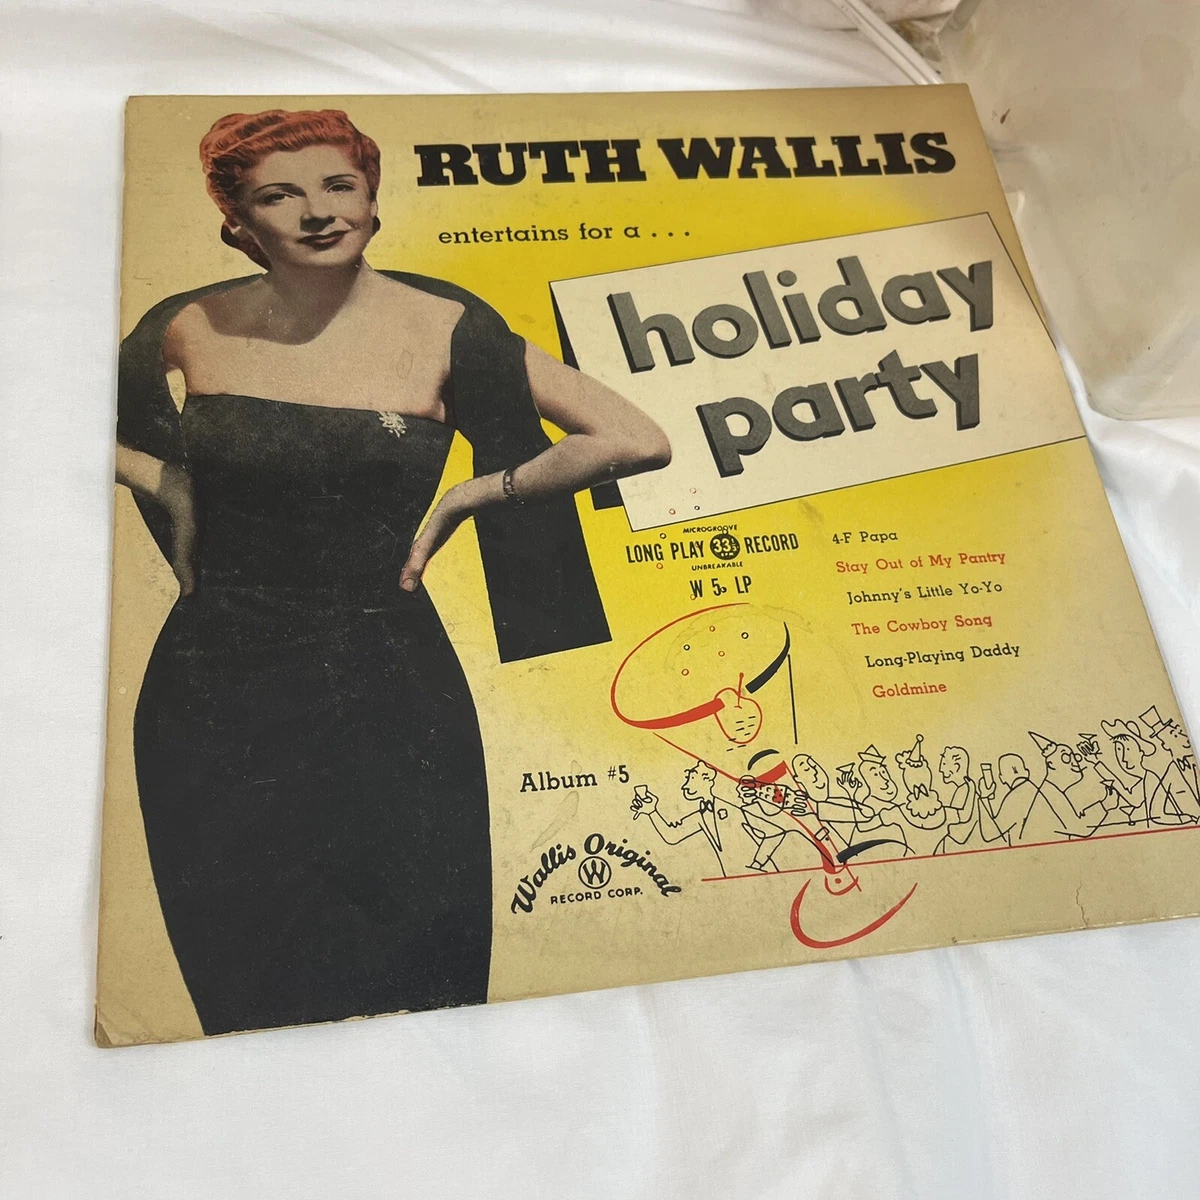 RUTH WALLIS
entertains for a . . .
holiday
party
MICROGROOVE
LONG PLAY 33⅓ RECORD
UNBREAKABLE
W 5 LP
4-F Papa
Stay Out of My Pantry
Johnny's Little Yo-Yo
The Cowboy Song
Long-Playing Daddy
Goldmine
Album #5
Wallis Original
W
RECORD CORP.